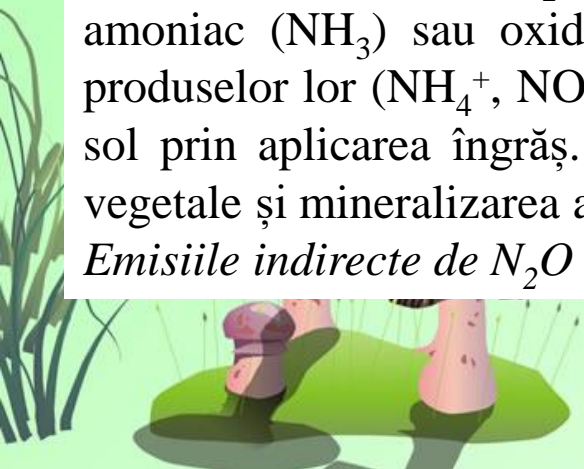 amoniac (NH₃) sau oxid
produselor lor (NH₄⁺, NO
sol prin aplicarea îngrăș.
vegetale și mineralizarea a
Emisiile indirecte de N₂O